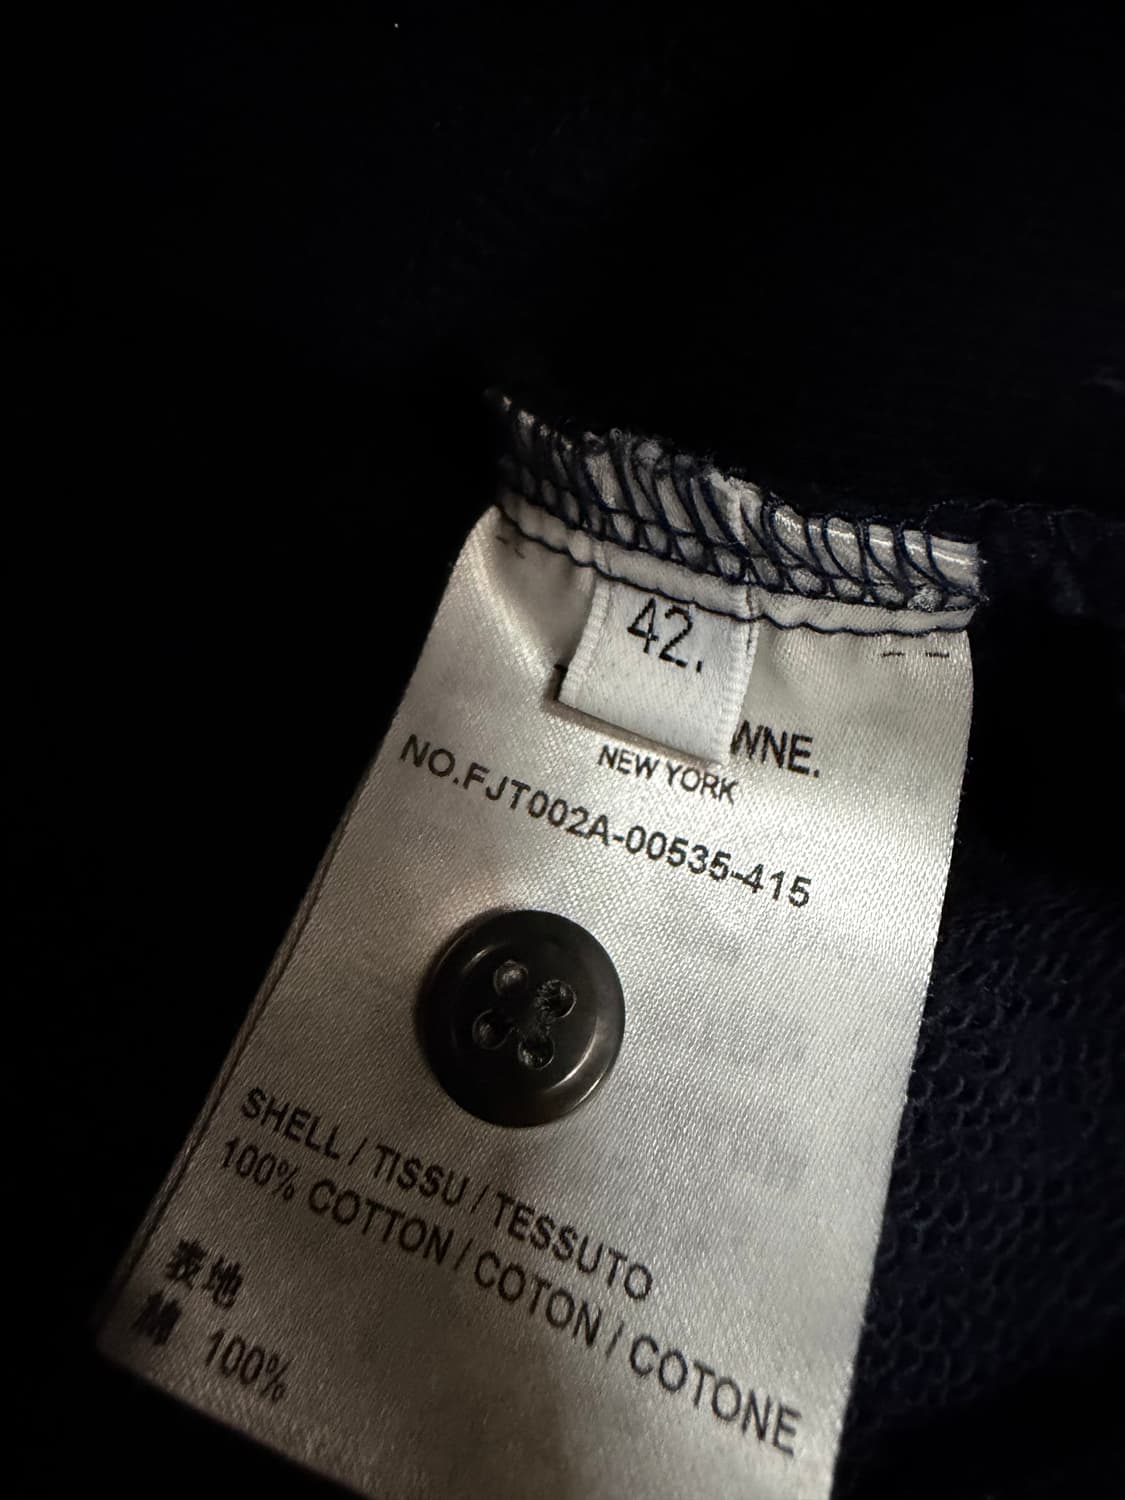 42.
WNE.
NEW YORK
NO.FJT002A-00535-415
SHELL / TISSU / TESSUTO
100% COTTON / COTON / COTONE
表地
綿 100%